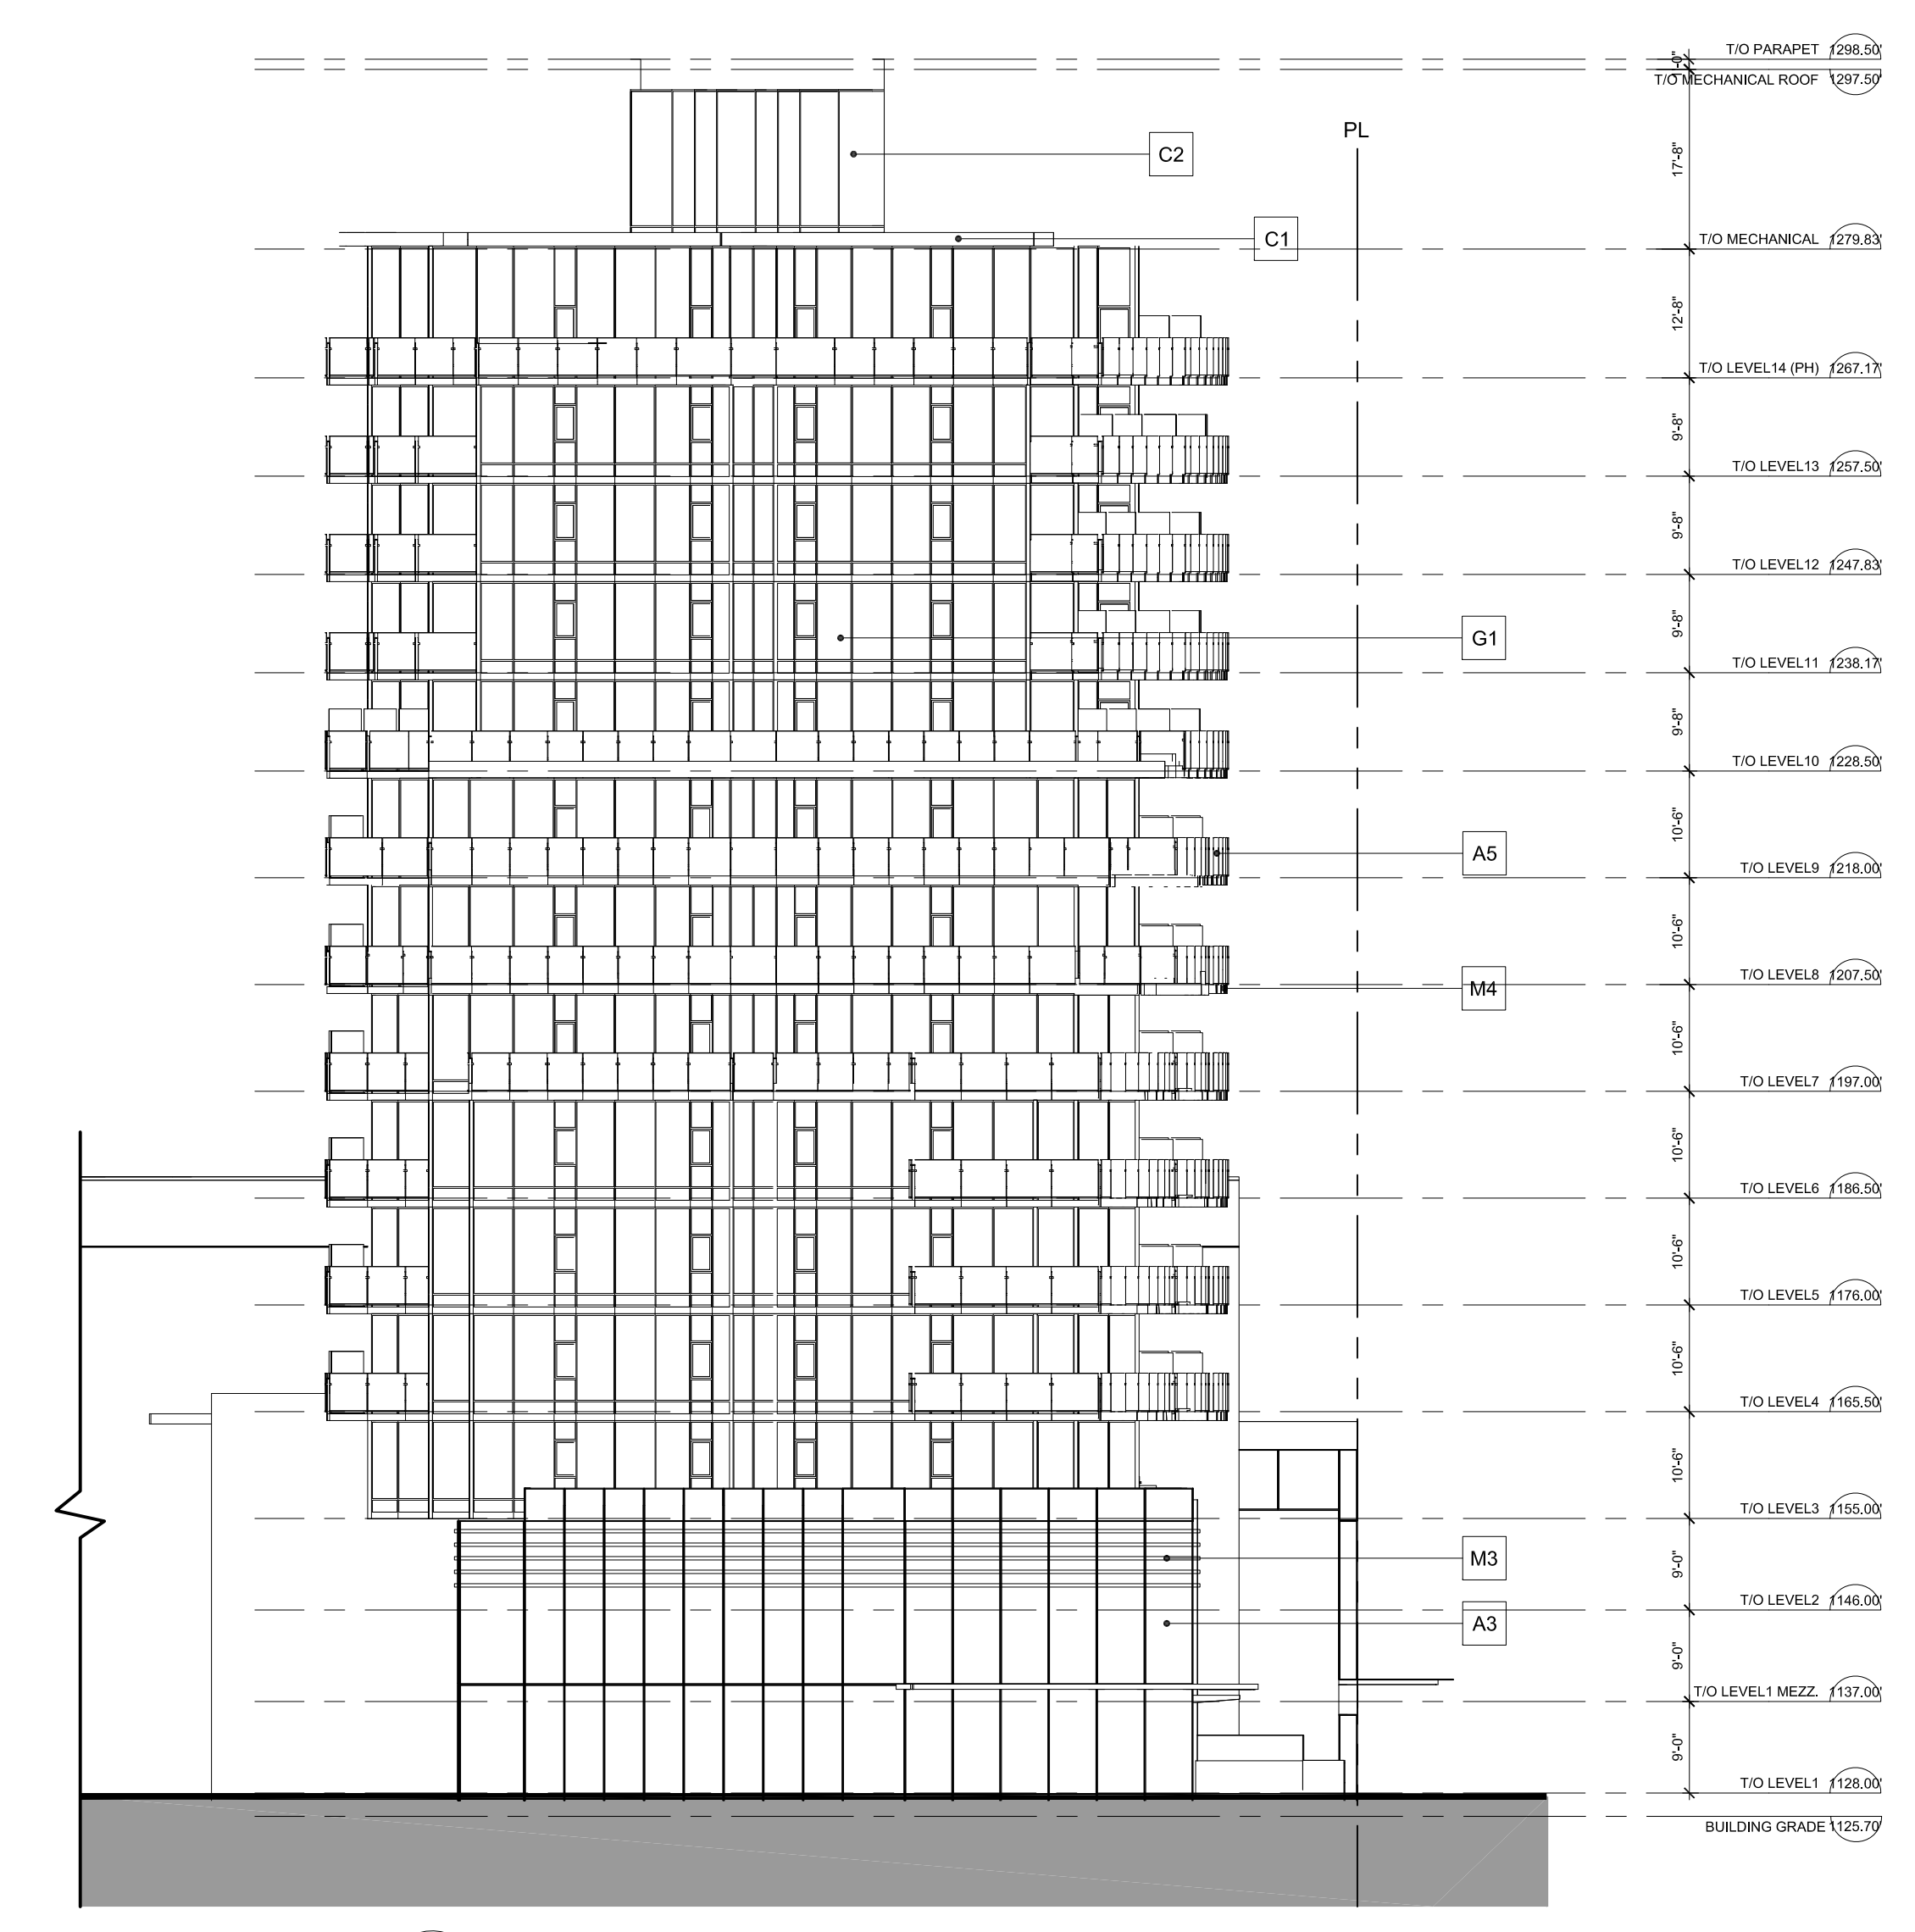 T/O PARAPET 1298.50'
1'-0"
T/O MECHANICAL ROOF 1297.50'
PL
C2
17'-8"
C1
T/O MECHANICAL 1279.83'
12'-8"
T/O LEVEL14 (PH) 1267.17'
9'-8"
T/O LEVEL13 1257.50'
9'-8"
T/O LEVEL12 1247.83'
9'-8"
G1
T/O LEVEL11 1238.17'
9'-8"
T/O LEVEL10 1228.50'
10'-6"
A5
T/O LEVEL9 1218.00'
10'-6"
T/O LEVEL8 1207.50'
M4
10'-6"
T/O LEVEL7 1197.00'
10'-6"
T/O LEVEL6 1186.50'
10'-6"
T/O LEVEL5 1176.00'
10'-6"
T/O LEVEL4 1165.50'
10'-6"
T/O LEVEL3 1155.00'
M3
9'-0"
T/O LEVEL2 1146.00'
A3
9'-0"
T/O LEVEL1 MEZZ. 1137.00'
9'-0"
T/O LEVEL1 1128.00'
BUILDING GRADE 1125.70'